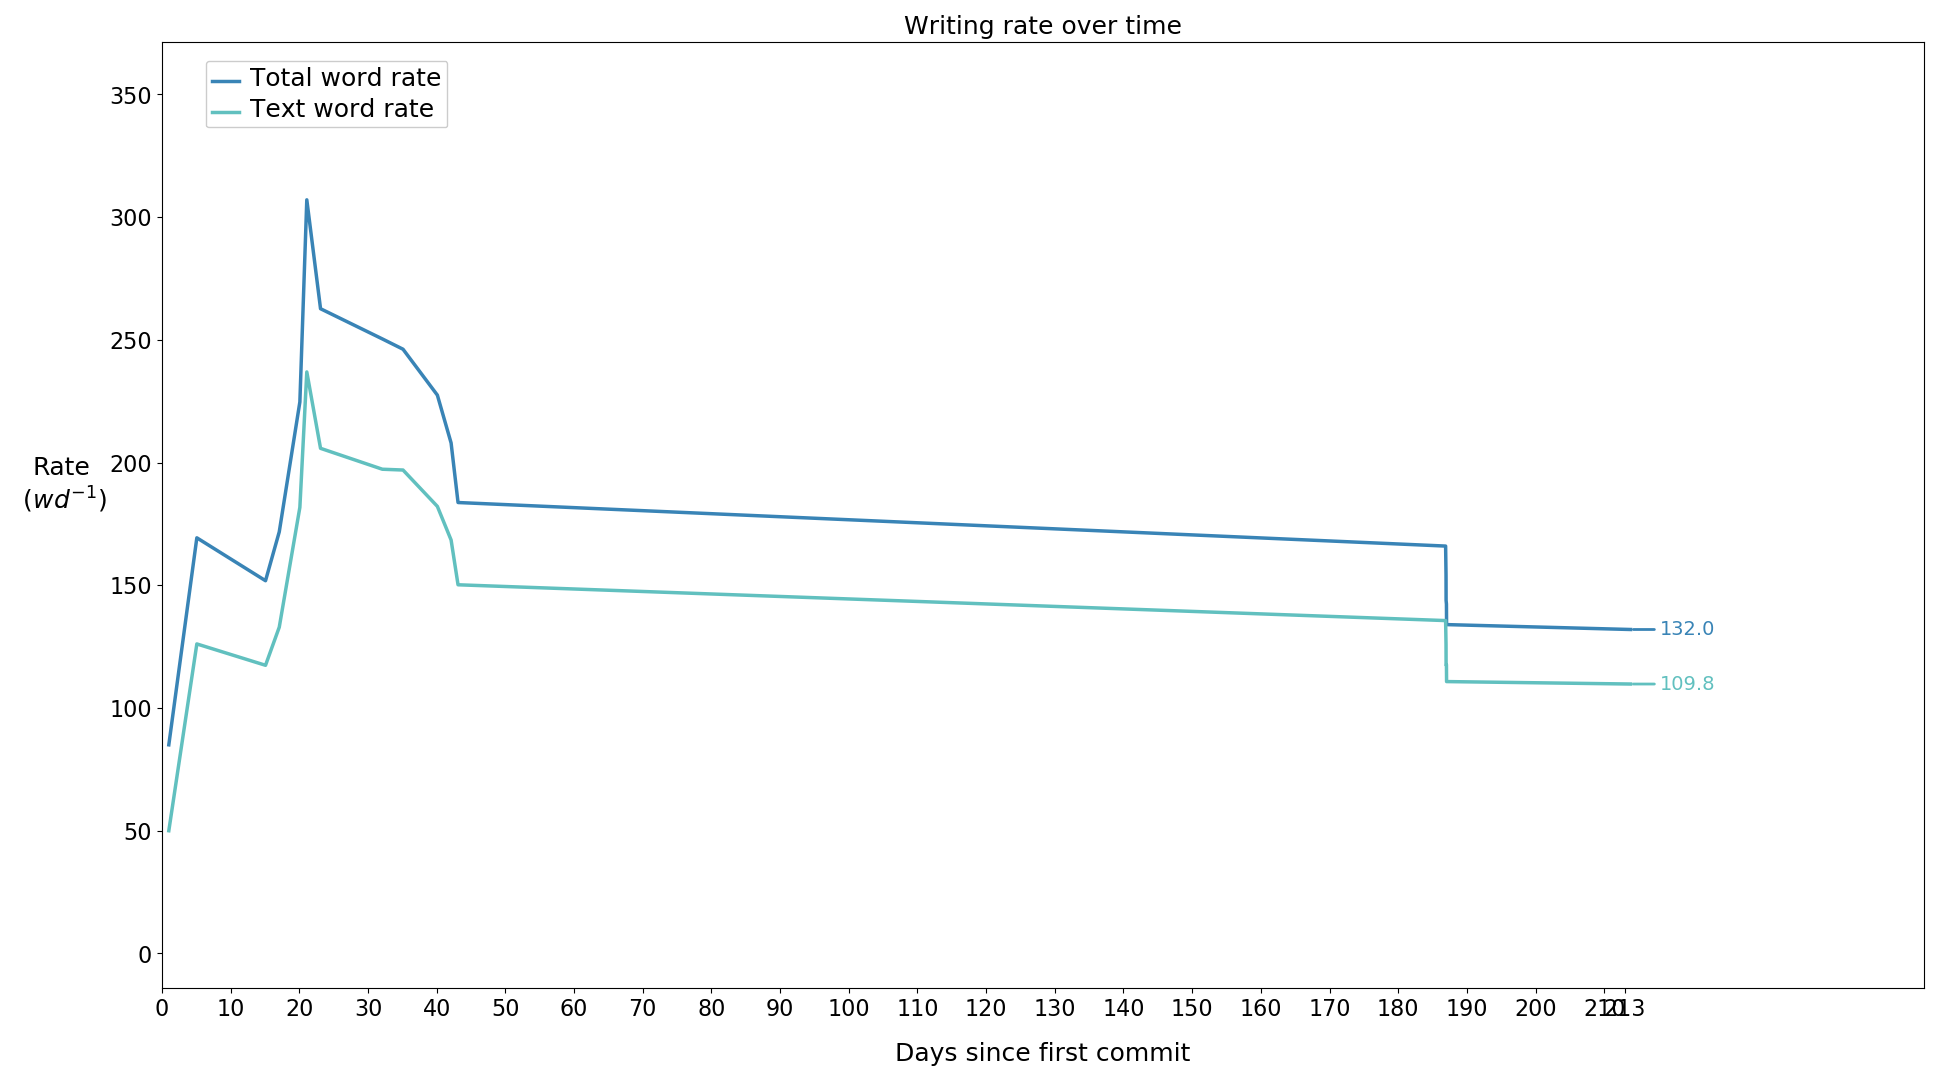 Writing rate over time
Total word rate
Text word rate
350
300
250
200
150
100
50
0
Rate
(wd⁻¹)
132.0
109.8
0 10 20 30 40 50 60 70 80 90 100 110 120 130 140 150 160 170 180 190 200 210 213
Days since first commit